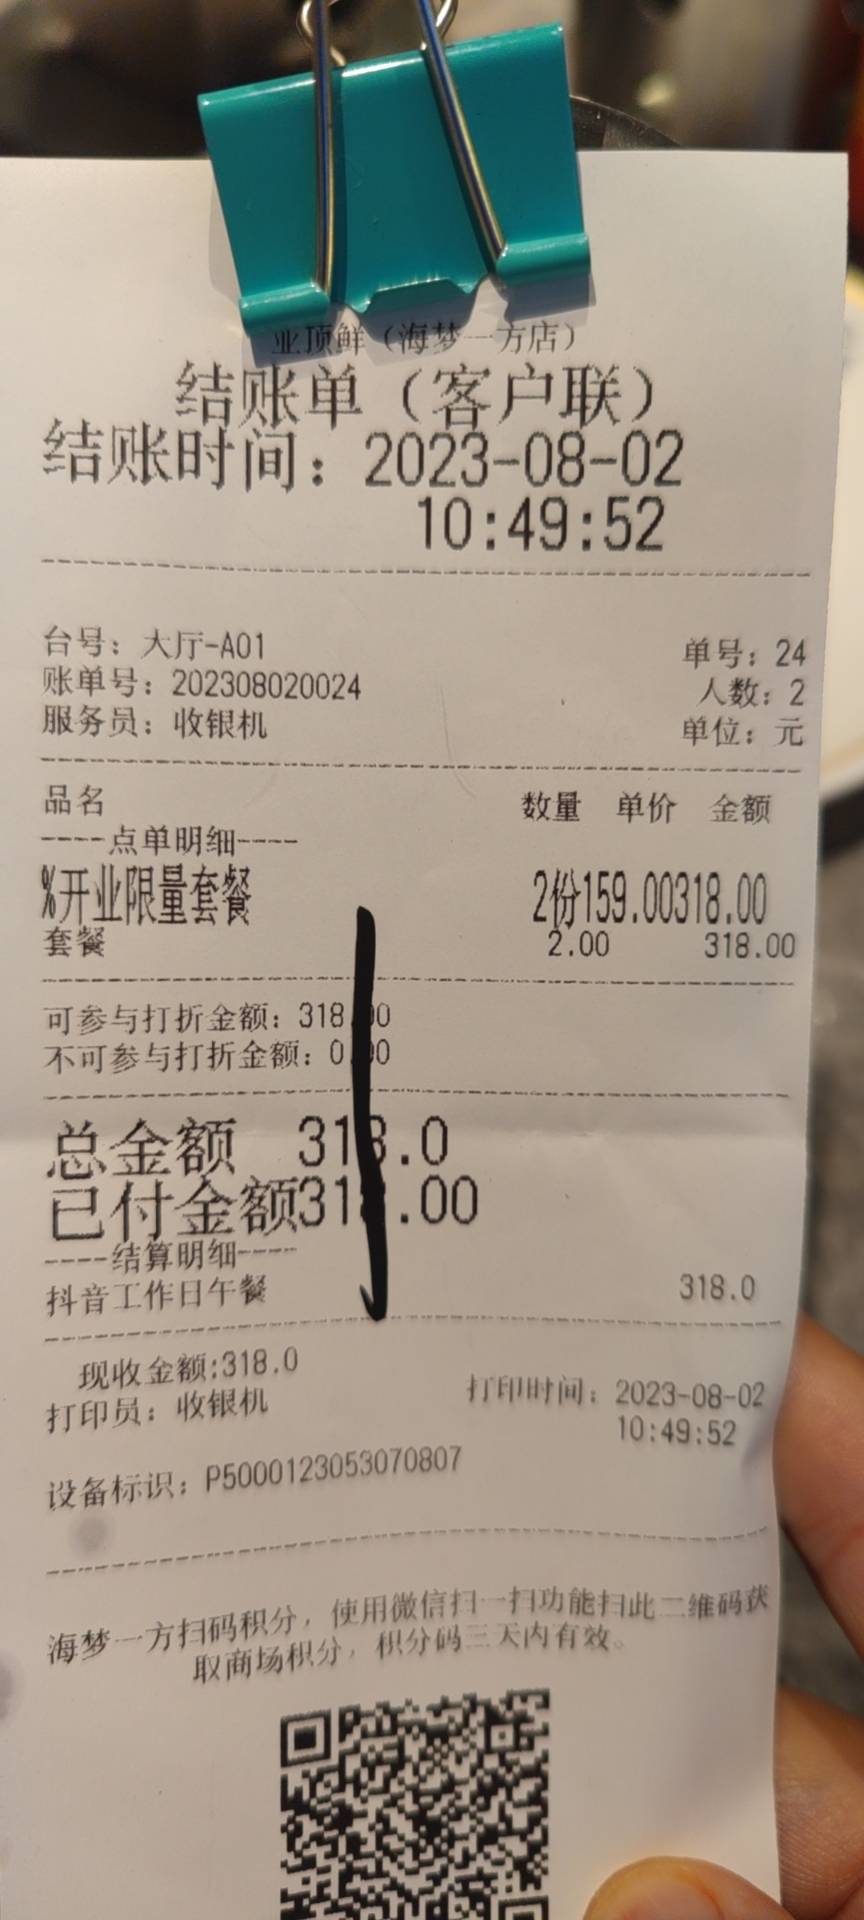 业顶鲜（海梦一方店）
结账单（客户联）
结账时间：2023-08-02
10:49:52
台号：大厅-A01 单号：24
账单号：202308020024 人数：2
服务员：收银机 单位：元
品名 数量 单价 金额
----点单明细----
%开业限量套餐 2份159.00318.00
套餐 2.00 318.00
可参与打折金额：318.00
不可参与打折金额：0.00
总金额 318.0
已付金额318.00
----结算明细----
抖音工作日午餐 318.0
现收金额:318.0
打印员：收银机 打印时间：2023-08-02
10:49:52
设备标识：P5000123053070807
海梦一方扫码积分，使用微信扫一扫功能扫此二维码获
取商场积分，积分码三天内有效。